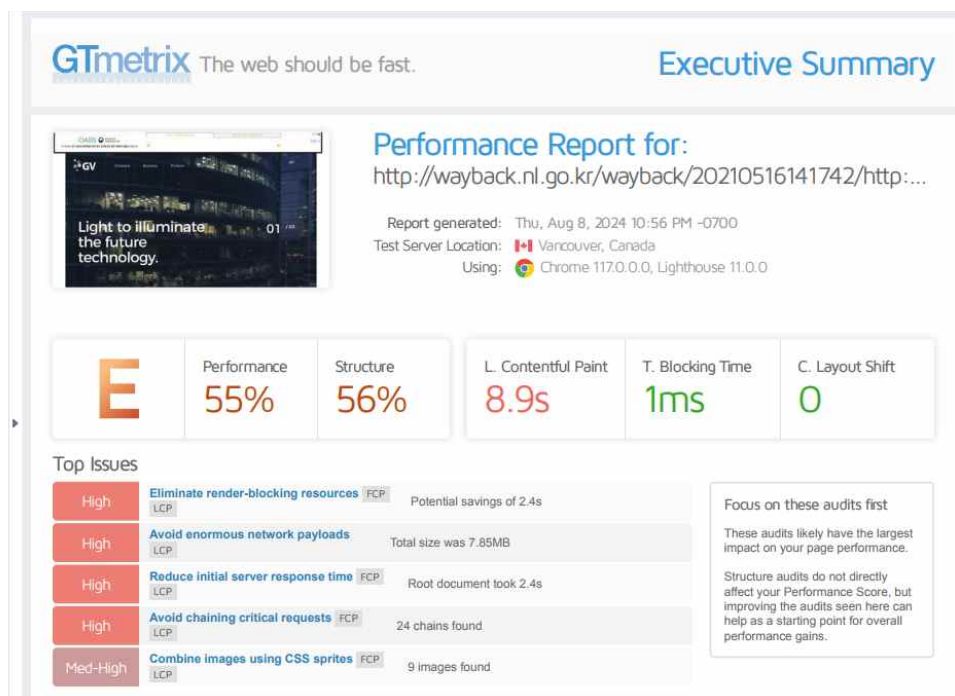 GTmetrix The web should be fast.
Executive Summary
OASIS
GV
Light to illuminate
the future
technology.
01
Performance Report for:
http://wayback.nl.go.kr/wayback/20210516141742/http:...
Report generated: Thu, Aug 8, 2024 10:56 PM -0700
Test Server Location: Vancouver, Canada
Using: Chrome 117.0.0.0, Lighthouse 11.0.0
E
Performance
55%
Structure
56%
L. Contentful Paint
8.9s
T. Blocking Time
1ms
C. Layout Shift
0
Top Issues
High
Eliminate render-blocking resources FCP
LCP
Potential savings of 2.4s
High
Avoid enormous network payloads
LCP
Total size was 7.85MB
High
Reduce initial server response time FCP
LCP
Root document took 2.4s
High
Avoid chaining critical requests FCP
LCP
24 chains found
Med-High
Combine images using CSS sprites FCP
LCP
9 images found
Focus on these audits first
These audits likely have the largest
impact on your page performance.
Structure audits do not directly
affect your Performance Score, but
improving the audits seen here can
help as a starting point for overall
performance gains.